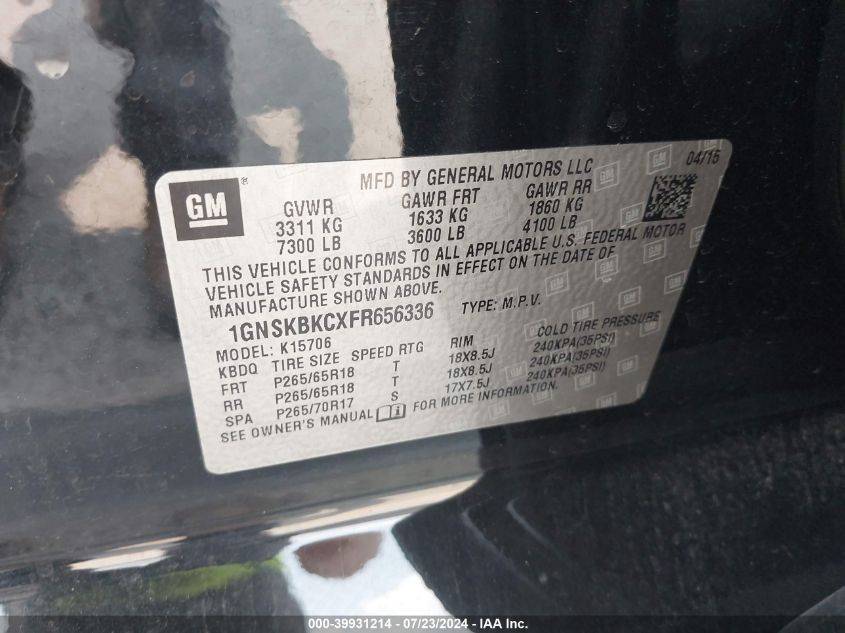 GM
MFD BY GENERAL MOTORS LLC 04/15
GVWR GAWR FRT GAWR RR
3311 KG 1633 KG 1860 KG
7300 LB 3600 LB 4100 LB
THIS VEHICLE CONFORMS TO ALL APPLICABLE U.S. FEDERAL MOTOR
VEHICLE SAFETY STANDARDS IN EFFECT ON THE DATE OF
MANUFACTURE SHOWN ABOVE.
1GNSKBKCXFR656336 TYPE: M.P.V.
MODEL: K15706
KBDQ TIRE SIZE SPEED RTG RIM COLD TIRE PRESSURE
FRT P265/65R18 T 18X8.5J 240KPA(35PSI)
RR P265/65R18 T 18X8.5J 240KPA(35PSI)
SPA P265/70R17 S 17X7.5J 240KPA(35PSI)
SEE OWNER'S MANUAL FOR MORE INFORMATION.
000-39931214 - 07/23/2024 - IAA Inc.